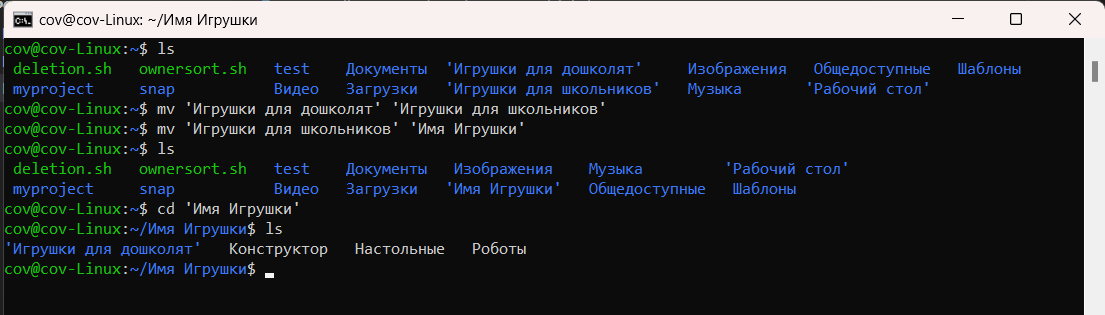 cov@cov-Linux: ~/Имя Игрушки
cov@cov-Linux:~$ ls
deletion.sh ownersort.sh test Документы 'Игрушки для дошколят' Изображения Общедоступные Шаблоны
myproject snap Видео Загрузки 'Игрушки для школьников' Музыка 'Рабочий стол'
cov@cov-Linux:~$ mv 'Игрушки для дошколят' 'Игрушки для школьников'
cov@cov-Linux:~$ mv 'Игрушки для школьников' 'Имя Игрушки'
cov@cov-Linux:~$ ls
deletion.sh ownersort.sh test Документы Изображения Музыка 'Рабочий стол'
myproject snap Видео Загрузки 'Имя Игрушки' Общедоступные Шаблоны
cov@cov-Linux:~$ cd 'Имя Игрушки'
cov@cov-Linux:~/Имя Игрушки$ ls
'Игрушки для дошколят' Конструктор Настольные Роботы
cov@cov-Linux:~/Имя Игрушки$